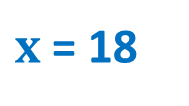 x = 18